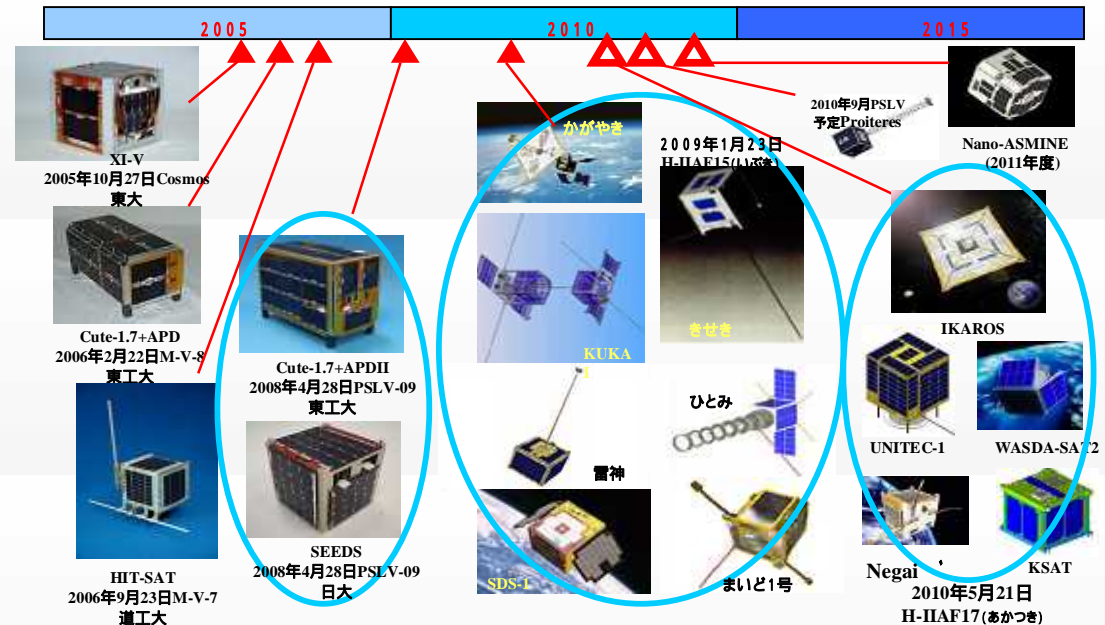 2005
2010
2015
XI-V
2005年10月27日Cosmos
東大
Cute-1.7+APD
2006年2月22日M-V-8
東工大
HIT-SAT
2006年9月23日M-V-7
道工大
Cute-1.7+APDII
2008年4月28日PSLV-09
東工大
SEEDS
2008年4月28日PSLV-09
日大
かがやき
2009年1月23日
H-IIAF15(いぶき)
KUKA
きせき
雷神
ひとみ
SDS-1
まいど1号
2010年9月PSLV
予定Proiteres
Nano-ASMINE
(2011年度)
IKAROS
UNITEC-1
WASDA-SAT2
Negai
KSAT
2010年5月21日
H-IIAF17(あかつき)